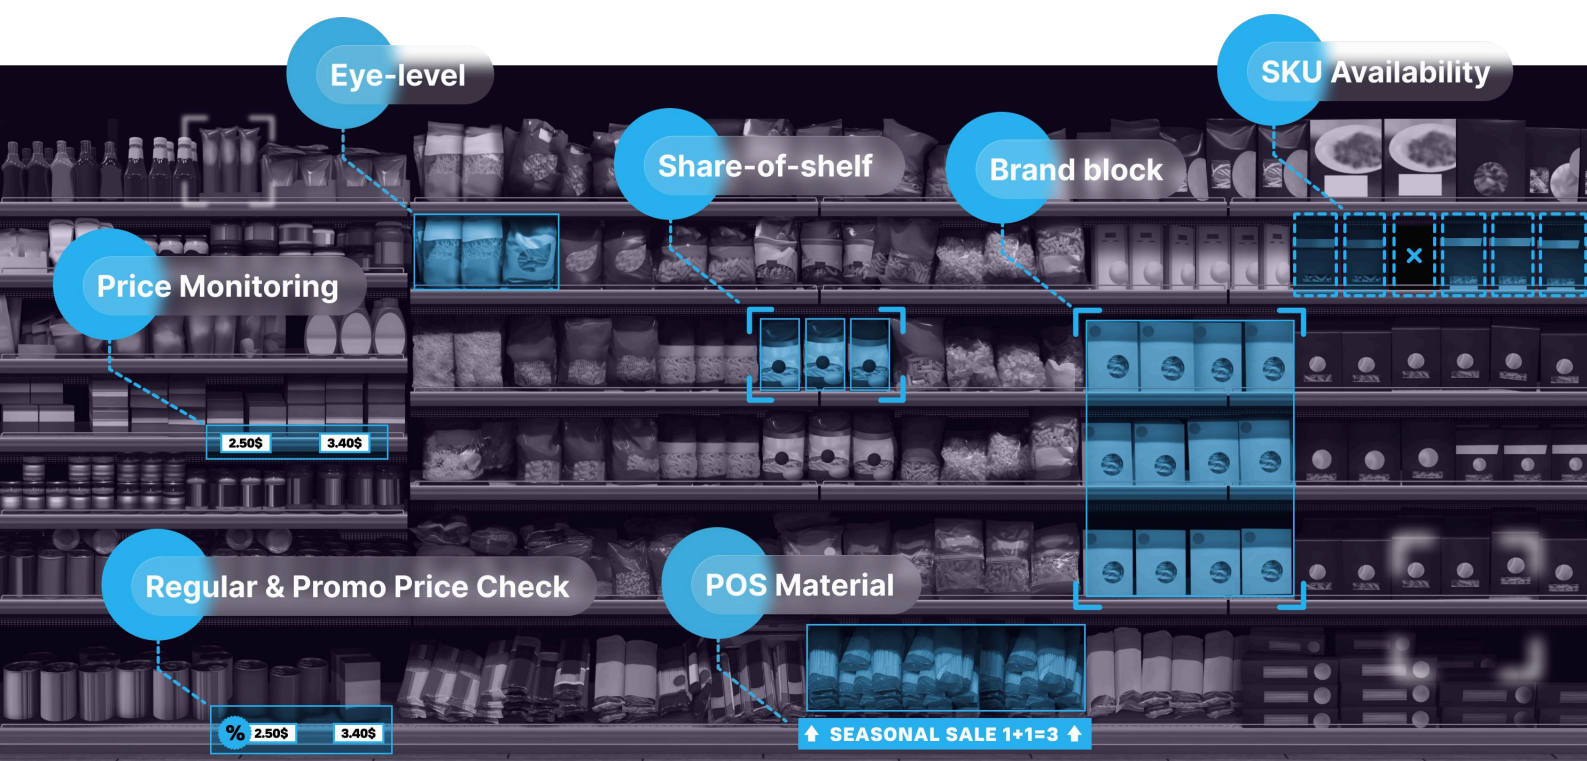 Eye-level
SKU Availability
Share-of-shelf
Brand block
Price Monitoring
2.50$
3.40$
Regular & Promo Price Check
POS Material
% 2.50$
3.40$
SEASONAL SALE 1+1=3